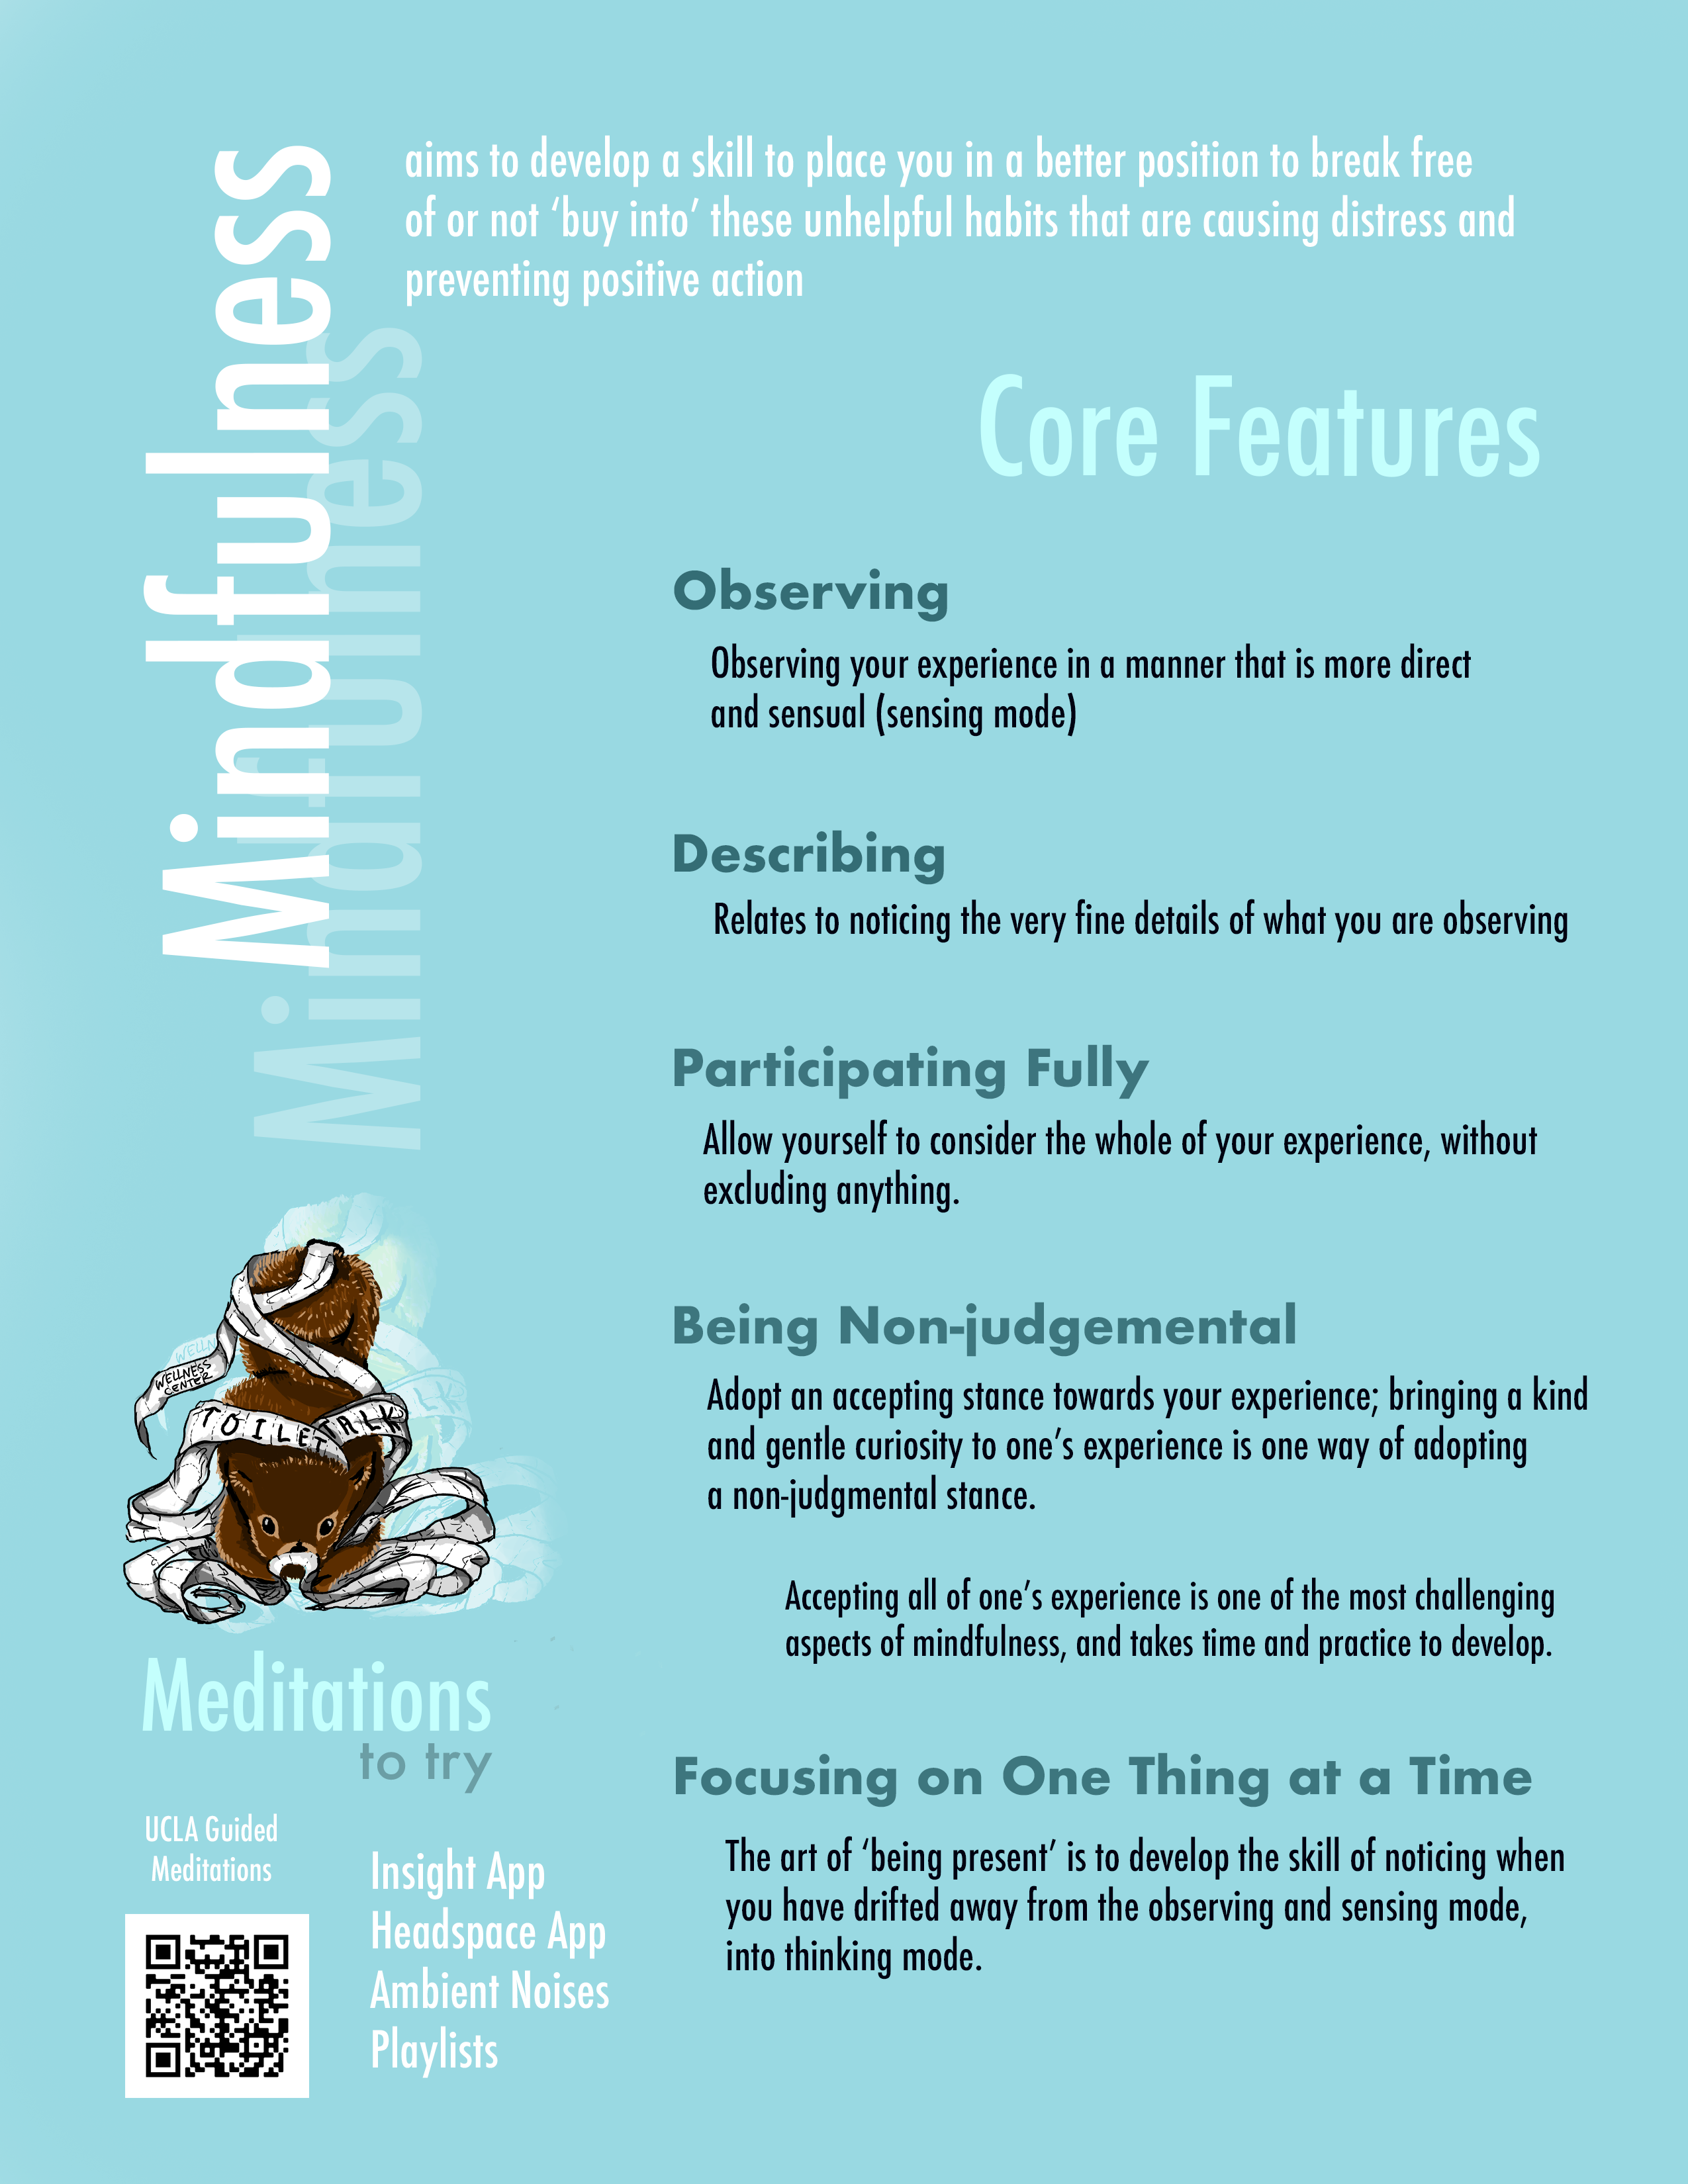 Mindfulness
Mindfulness
aims to develop a skill to place you in a better position to break free
of or not ‘buy into’ these unhelpful habits that are causing distress and
preventing positive action
Core Features
Observing
Observing your experience in a manner that is more direct
and sensual (sensing mode)
Describing
Relates to noticing the very fine details of what you are observing
Participating Fully
Allow yourself to consider the whole of your experience, without
excluding anything.
Being Non-judgemental
Adopt an accepting stance towards your experience; bringing a kind
and gentle curiosity to one’s experience is one way of adopting
a non-judgmental stance.
Accepting all of one’s experience is one of the most challenging
aspects of mindfulness, and takes time and practice to develop.
Focusing on One Thing at a Time
The art of ‘being present’ is to develop the skill of noticing when
you have drifted away from the observing and sensing mode,
into thinking mode.
WELLNESS
CENTER
TOILET TALK
Meditations
to try
UCLA Guided
Meditations
Insight App
Headspace App
Ambient Noises
Playlists